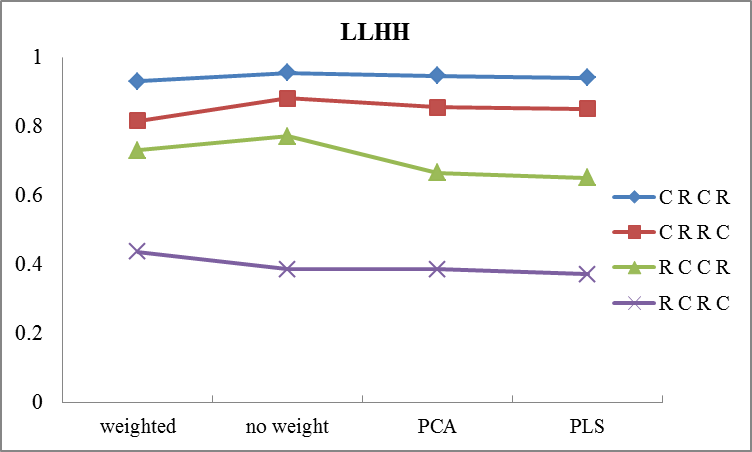 LLHH
1
0.8
0.6
0.4
0.2
0
weighted no weight PCA PLS
C R C R
C R R C
R C C R
R C R C